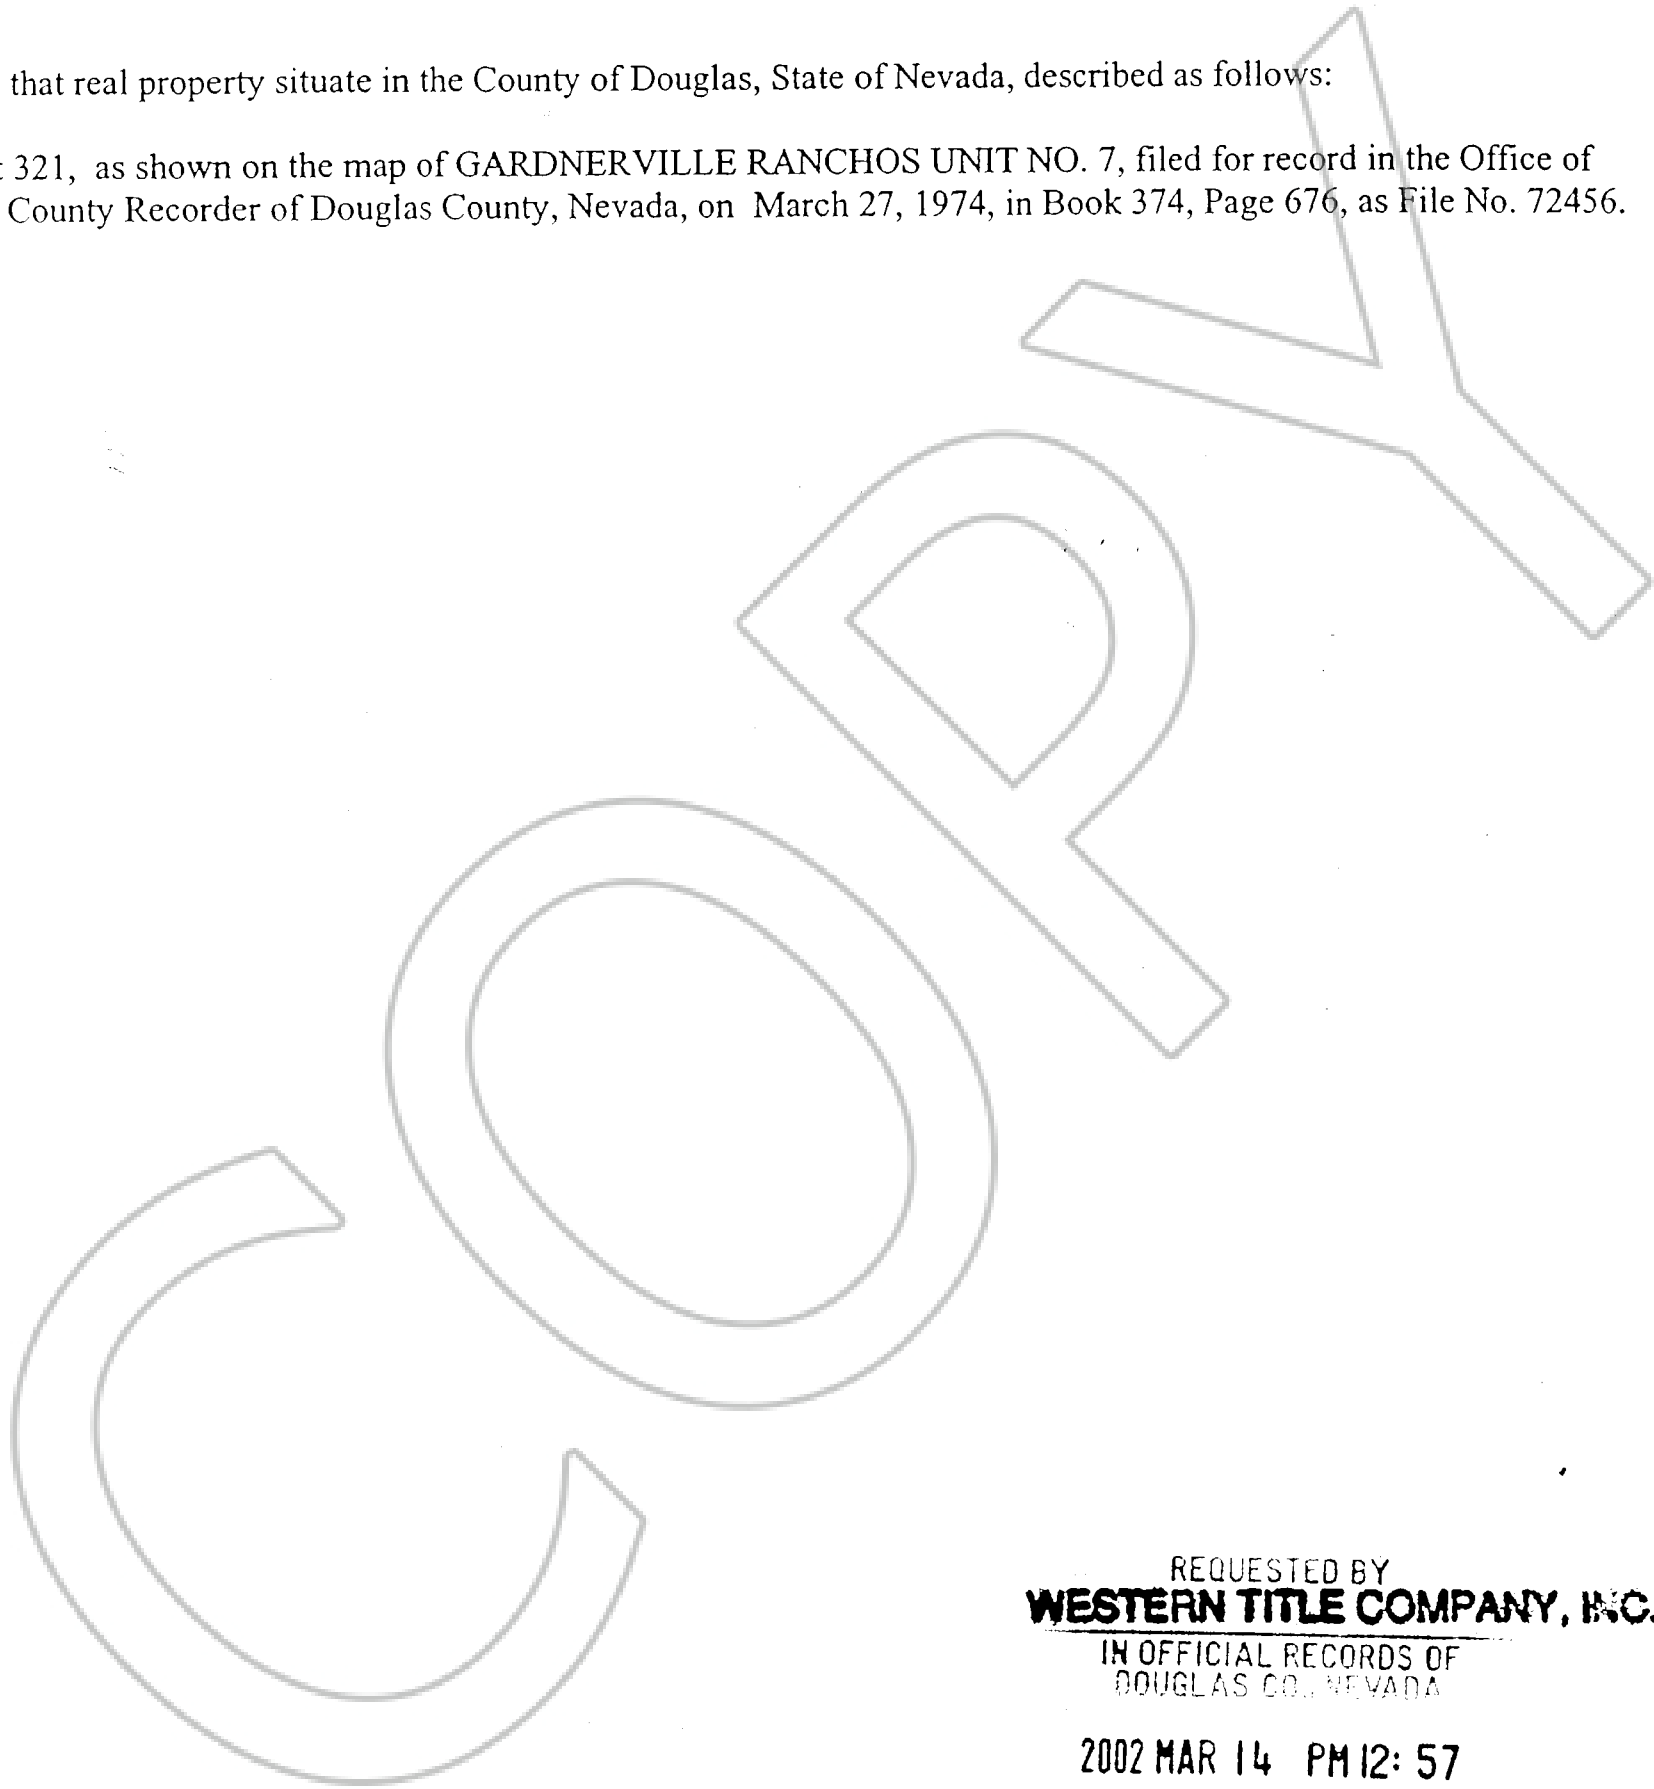 that real property situate in the County of Douglas, State of Nevada, described as follows:
321, as shown on the map of GARDNERVILLE RANCHOS UNIT NO. 7, filed for record in the Office of
County Recorder of Douglas County, Nevada, on March 27, 1974, in Book 374, Page 676, as File No. 72456.
COPY
REQUESTED BY
WESTERN TITLE COMPANY, INC.
IN OFFICIAL RECORDS OF
DOUGLAS CO., NEVADA
2002 MAR 14 PM 12: 57